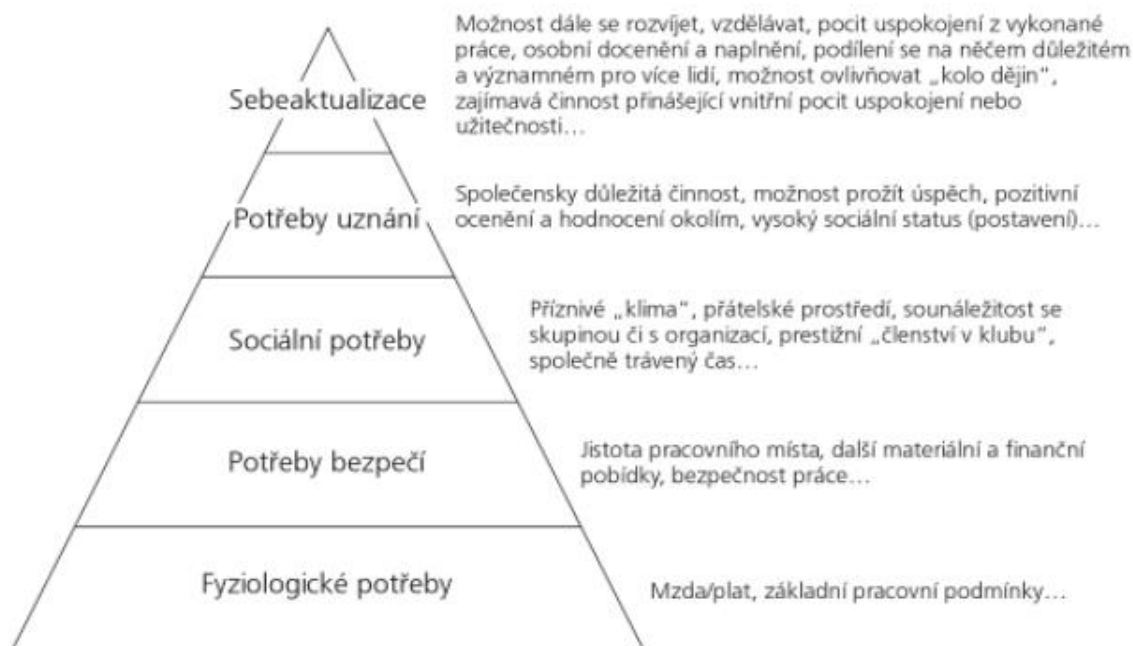 Možnost dále se rozvíjet, vzdělávat, pocit uspokojení z vykonané
práce, osobní docenění a naplnění, podílení se na něčem důležitém
a významném pro více lidí, možnost ovlivňovat „kolo dějin“,
zajímavá činnost přinášející vnitřní pocit uspokojení nebo
užitečnosti…
Sebeaktualizace
Společensky důležitá činnost, možnost prožít úspěch, pozitivní
ocenění a hodnocení okolím, vysoký sociální status (postavení)…
Potřeby uznání
Příznivé „klima“, přátelské prostředí, sounáležitost se
skupinou či s organizací, prestižní „členství v klubu“,
společně trávený čas…
Sociální potřeby
Jistota pracovního místa, další materiální a finanční
pobídky, bezpečnost práce…
Potřeby bezpečí
Fyziologické potřeby
Mzda/plat, základní pracovní podmínky…